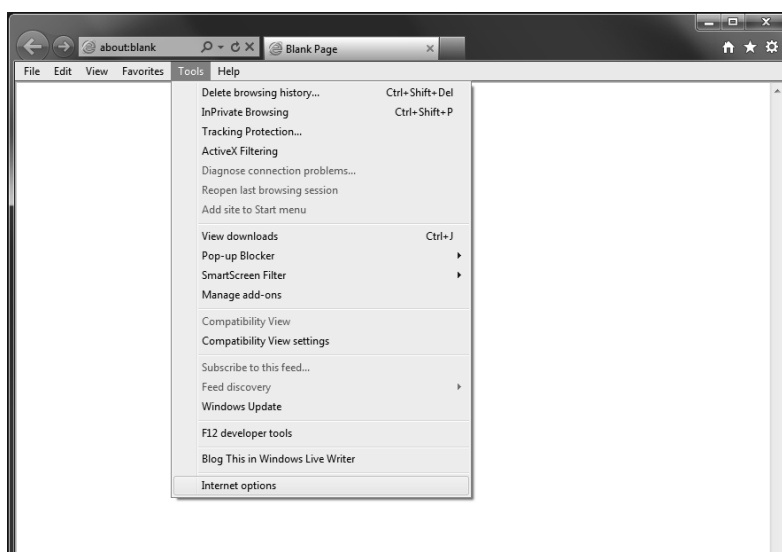 about:blank
Blank Page
File Edit View Favorites Tools Help
Delete browsing history... Ctrl+Shift+Del
InPrivate Browsing Ctrl+Shift+P
Tracking Protection...
ActiveX Filtering
Diagnose connection problems...
Reopen last browsing session
Add site to Start menu
View downloads Ctrl+J
Pop-up Blocker
SmartScreen Filter
Manage add-ons
Compatibility View
Compatibility View settings
Subscribe to this feed...
Feed discovery
Windows Update
F12 developer tools
Blog This in Windows Live Writer
Internet options